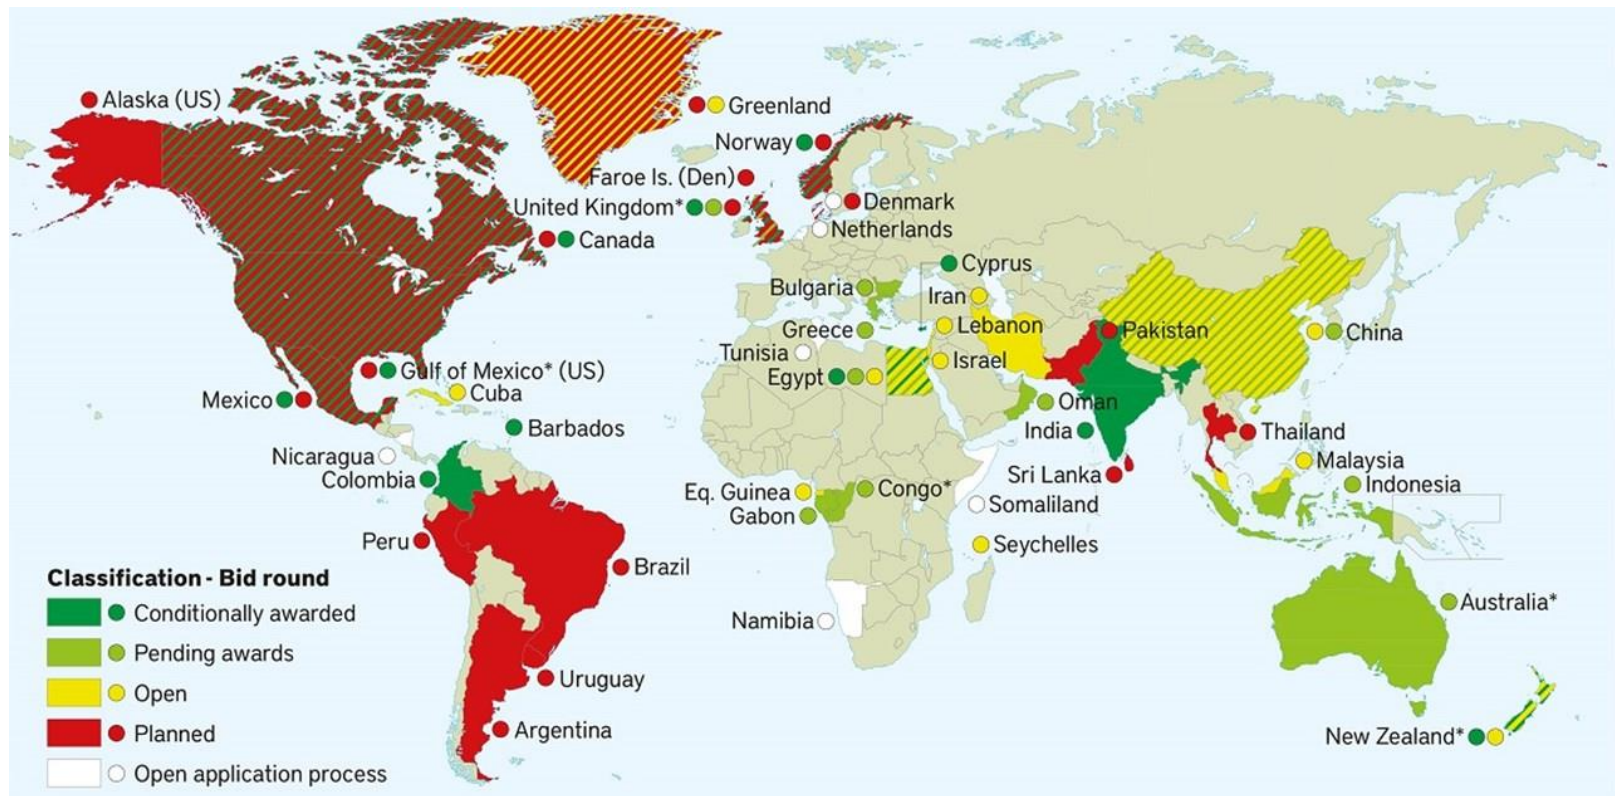 Alaska (US)
Greenland
Norway
Faroe Is. (Den)
United Kingdom*
Denmark
Netherlands
Canada
Cyprus
Bulgaria
Iran
Greece
Lebanon
Pakistan
China
Tunisia
Israel
Gulf of Mexico* (US)
Egypt
Cuba
Mexico
Oman
Barbados
India
Thailand
Nicaragua
Malaysia
Colombia
Sri Lanka
Indonesia
Eq. Guinea
Congo*
Somaliland
Gabon
Peru
Seychelles
Brazil
Classification - Bid round
Conditionally awarded
Namibia
Australia*
Pending awards
Uruguay
Open
Argentina
Planned
New Zealand*
Open application process